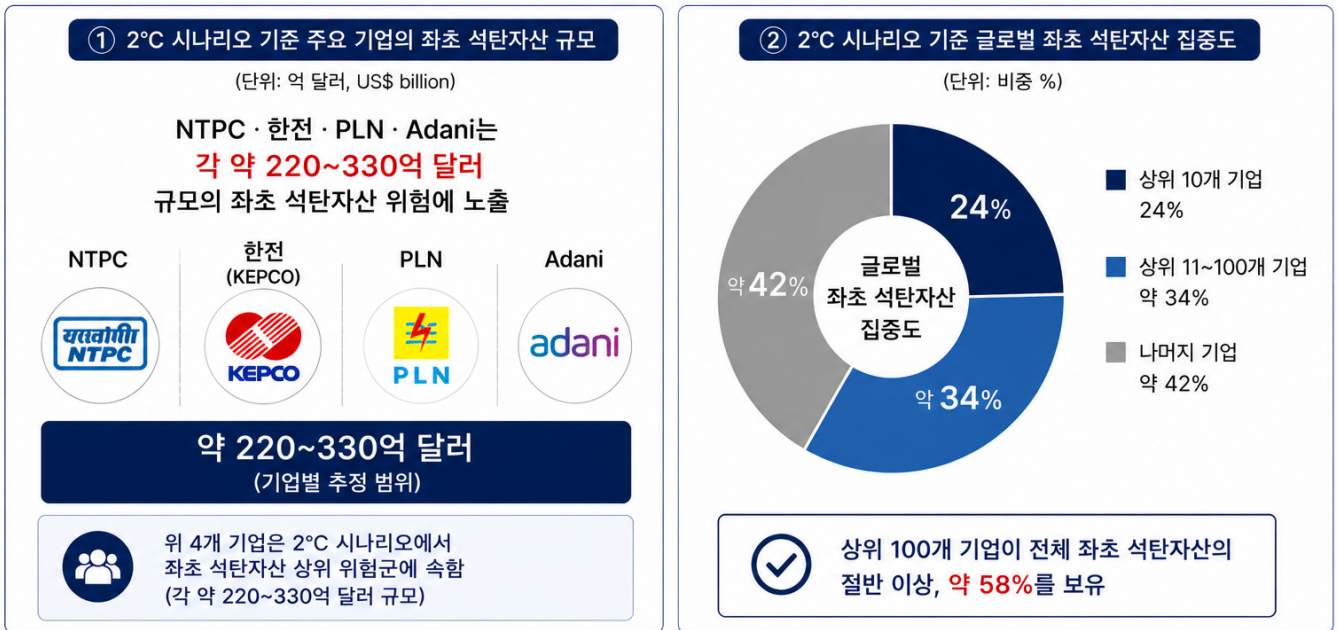 ① 2℃ 시나리오 기준 주요 기업의 좌초 석탄자산 규모
(단위: 억 달러, US$ billion)
NTPC · 한전 · PLN · Adani는
각 약 220~330억 달러
규모의 좌초 석탄자산 위험에 노출
NTPC
한전
(KEPCO)
PLN
Adani
NTPC
KEPCO
PLN
adani
약 220~330억 달러
(기업별 추정 범위)
위 4개 기업은 2℃ 시나리오에서
좌초 석탄자산 상위 위험군에 속함
(각 약 220~330억 달러 규모)
② 2℃ 시나리오 기준 글로벌 좌초 석탄자산 집중도
(단위: 비중 %)
24%
약 42%
악 34%
글로벌
좌초 석탄자산
집중도
상위 10개 기업
24%
상위 11~100개 기업
약 34%
나머지 기업
약 42%
상위 100개 기업이 전체 좌초 석탄자산의
절반 이상, 약 58%를 보유